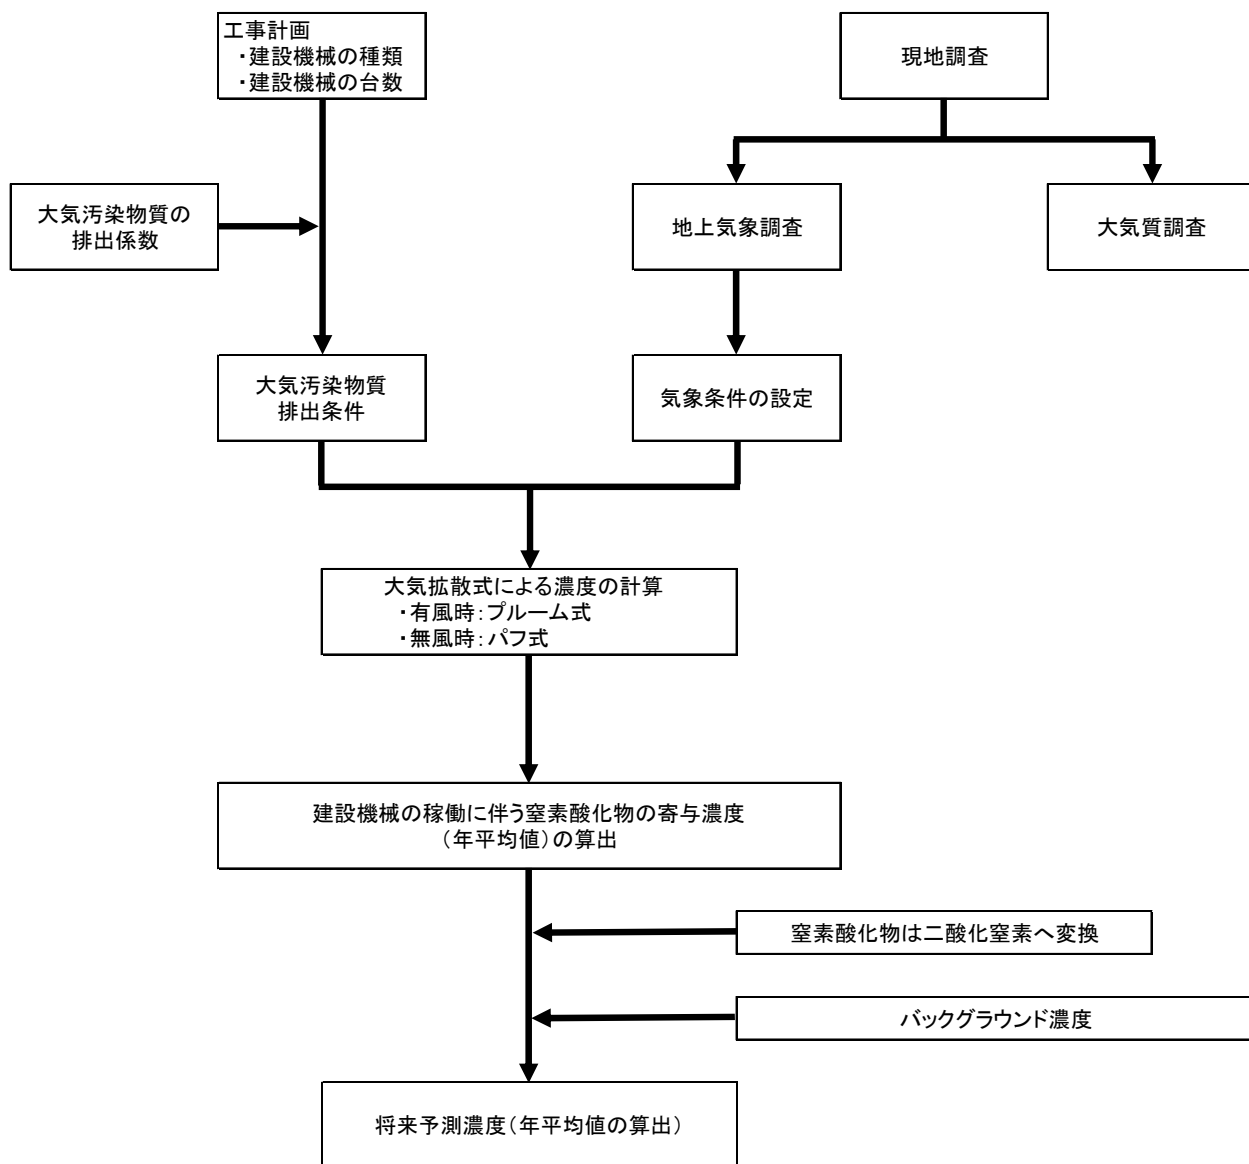 工事計画
・建設機械の種類
・建設機械の台数
現地調査
大気汚染物質の
排出係数
地上気象調査
大気質調査
大気汚染物質
排出条件
気象条件の設定
大気拡散式による濃度の計算
・有風時：プルーム式
・無風時：パフ式
建設機械の稼働に伴う窒素酸化物の寄与濃度
（年平均値）の算出
窒素酸化物は二酸化窒素へ変換
バックグラウンド濃度
将来予測濃度（年平均値の算出）